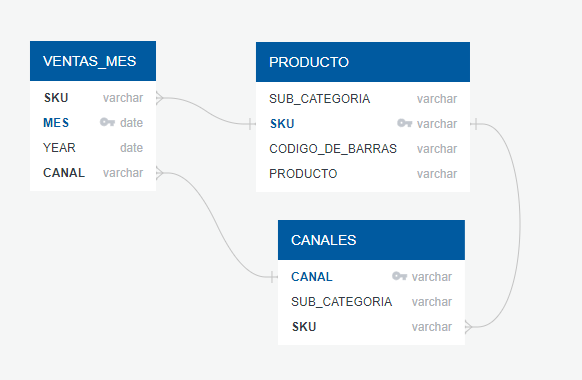 VENTAS_MES
SKU varchar
MES date
YEAR date
CANAL varchar
PRODUCTO
SUB_CATEGORIA varchar
SKU varchar
CODIGO_DE_BARRAS varchar
PRODUCTO varchar
CANALES
CANAL varchar
SUB_CATEGORIA varchar
SKU varchar